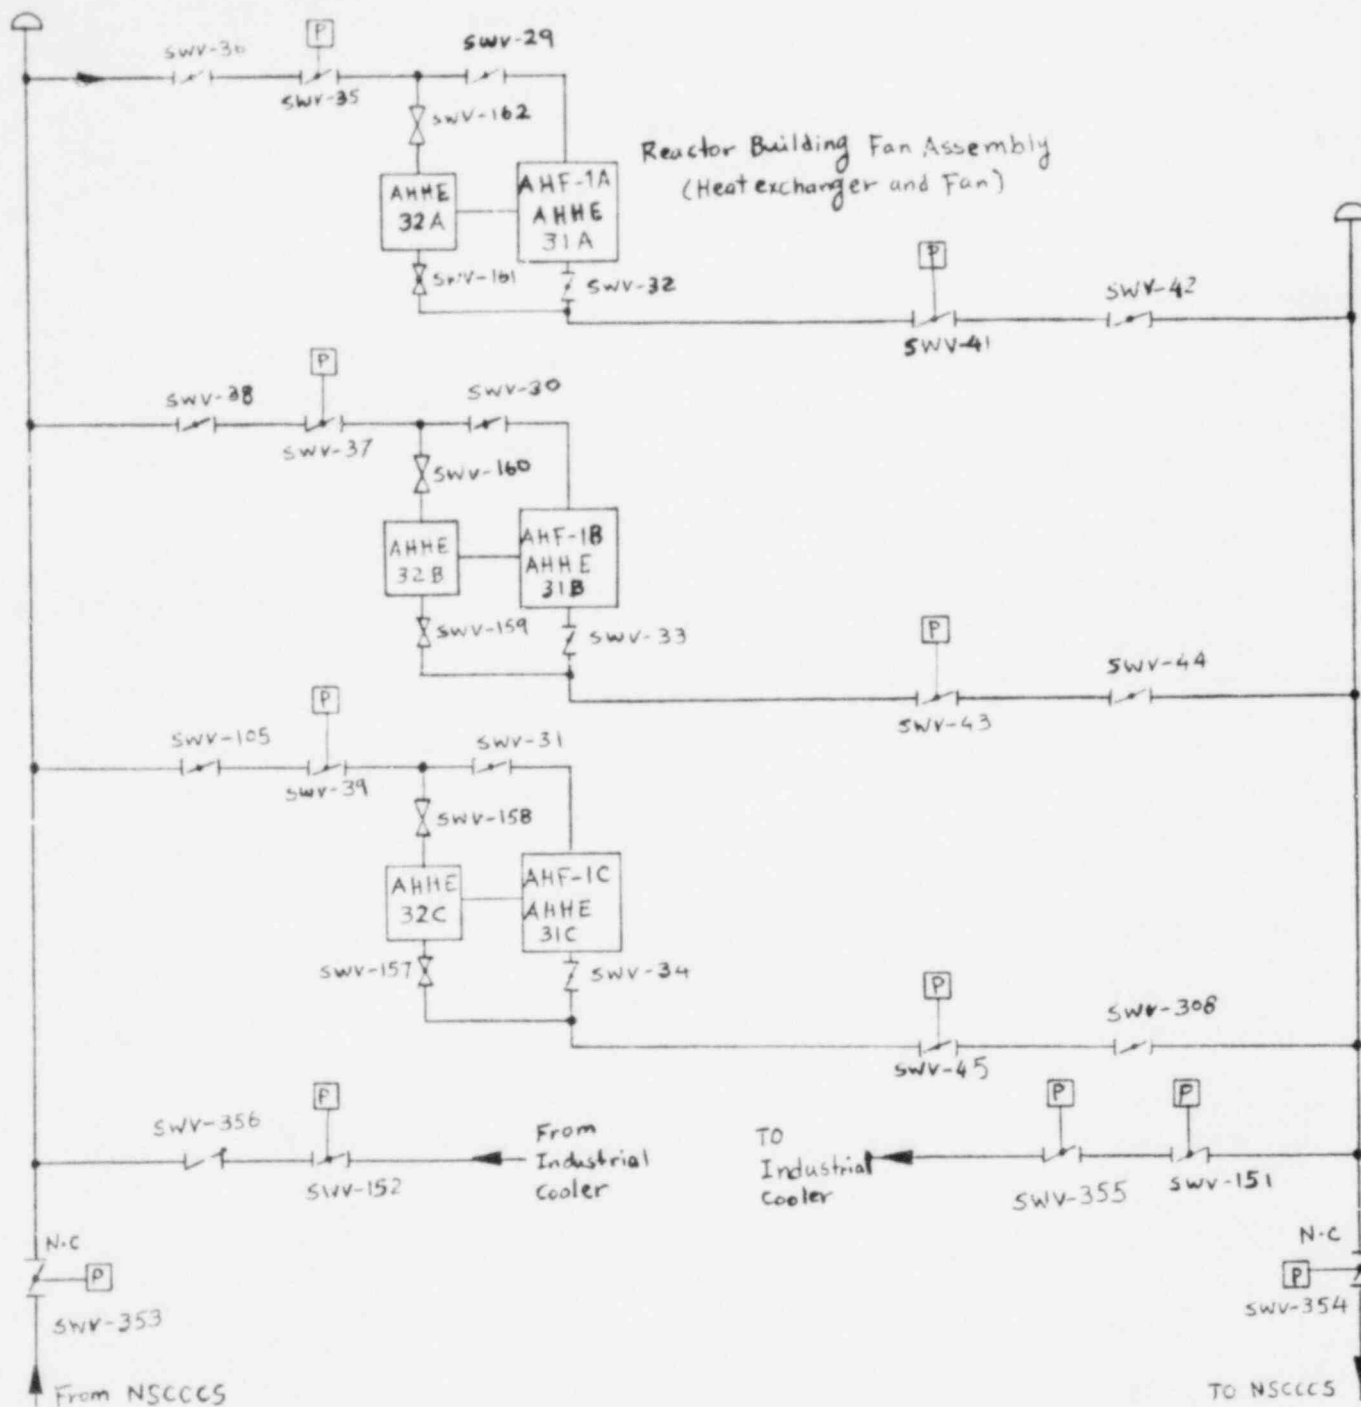 P
SWV-36
SWV-29
SWV-35
SWV-162
Reactor Building Fan Assembly
(Heat exchanger and Fan)
AHHE
32A
AHF-1A
AHHE
31A
SWV-161
SWV-32
P
SWV-42
SWV-41
P
SWV-38
SWV-30
SWV-37
SWV-160
AHHE
32B
AHF-1B
AHHE
31B
SWV-159
SWV-33
P
SWV-44
SWV-43
P
SWV-105
SWV-31
SWV-39
SWV-158
AHHE
32C
AHF-1C
AHHE
31C
SWV-157
SWV-34
P
SWV-308
SWV-45
P
P
P
SWV-356
From
Industrial
Cooler
TO
Industrial
Cooler
SWV-152
SWV-355
SWV-151
N.C
P
SWV-353
N.C
P
SWV-354
From NSCCCS
TO NSCCCS